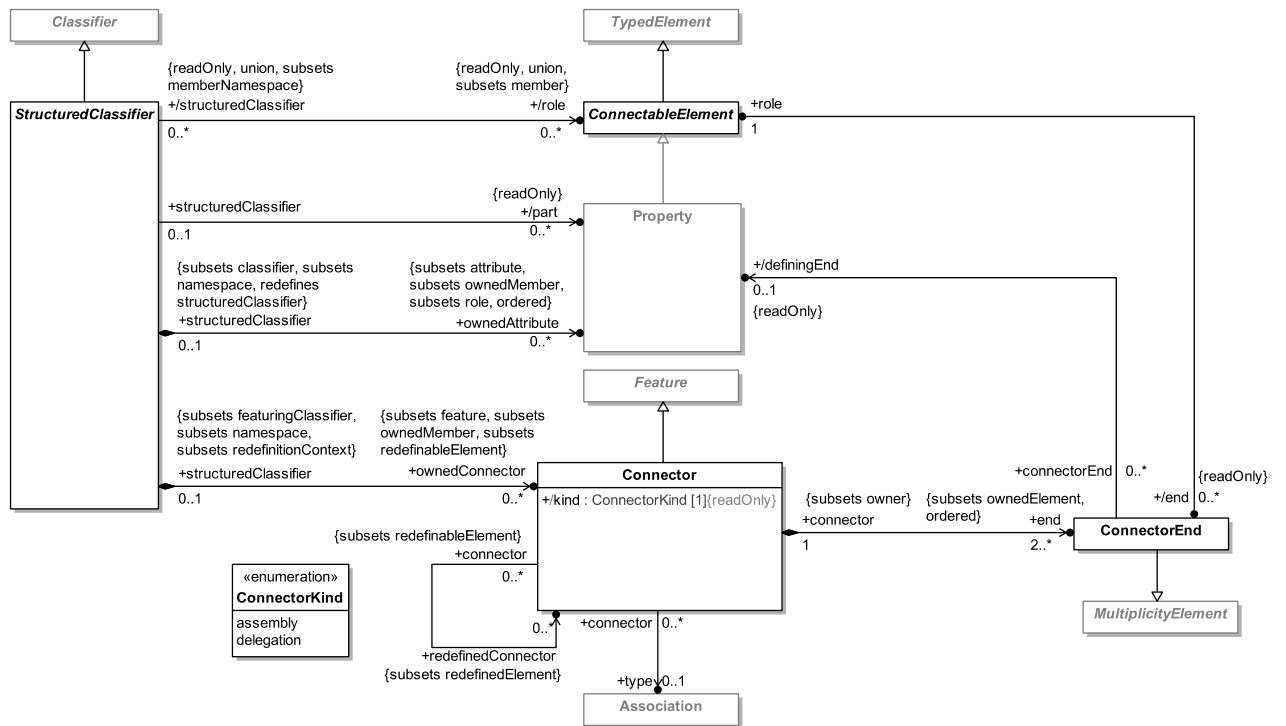 Classifier
TypedElement
{readOnly, union, subsets
memberNamespace}
+/structuredClassifier
0..*
{readOnly, union,
subsets member}
+/role
0..*
StructuredClassifier
ConnectableElement
+role
1
+structuredClassifier
0..1
{readOnly}
+/part
0..*
Property
+/definingEnd
0..1
{readOnly}
{subsets classifier, subsets
namespace, redefines
structuredClassifier}
+structuredClassifier
0..1
{subsets attribute,
subsets ownedMember,
subsets role, ordered}
+ownedAttribute
0..*
Feature
{subsets featuringClassifier,
subsets namespace,
subsets redefinitionContext}
+structuredClassifier
0..1
{subsets feature, subsets
ownedMember, subsets
redefinableElement}
+ownedConnector
0..*
Connector
+/kind : ConnectorKind [1]{readOnly}
+connectorEnd
0..*
{readOnly}
+/end
0..*
{subsets owner}
+connector
1
{subsets ownedElement,
ordered}
+end
2..*
ConnectorEnd
MultiplicityElement
{subsets redefinableElement}
+connector
0..*
«enumeration»
ConnectorKind
assembly
delegation
0..*
+redefinedConnector
{subsets redefinedElement}
+connector
0..*
+type
0..1
Association